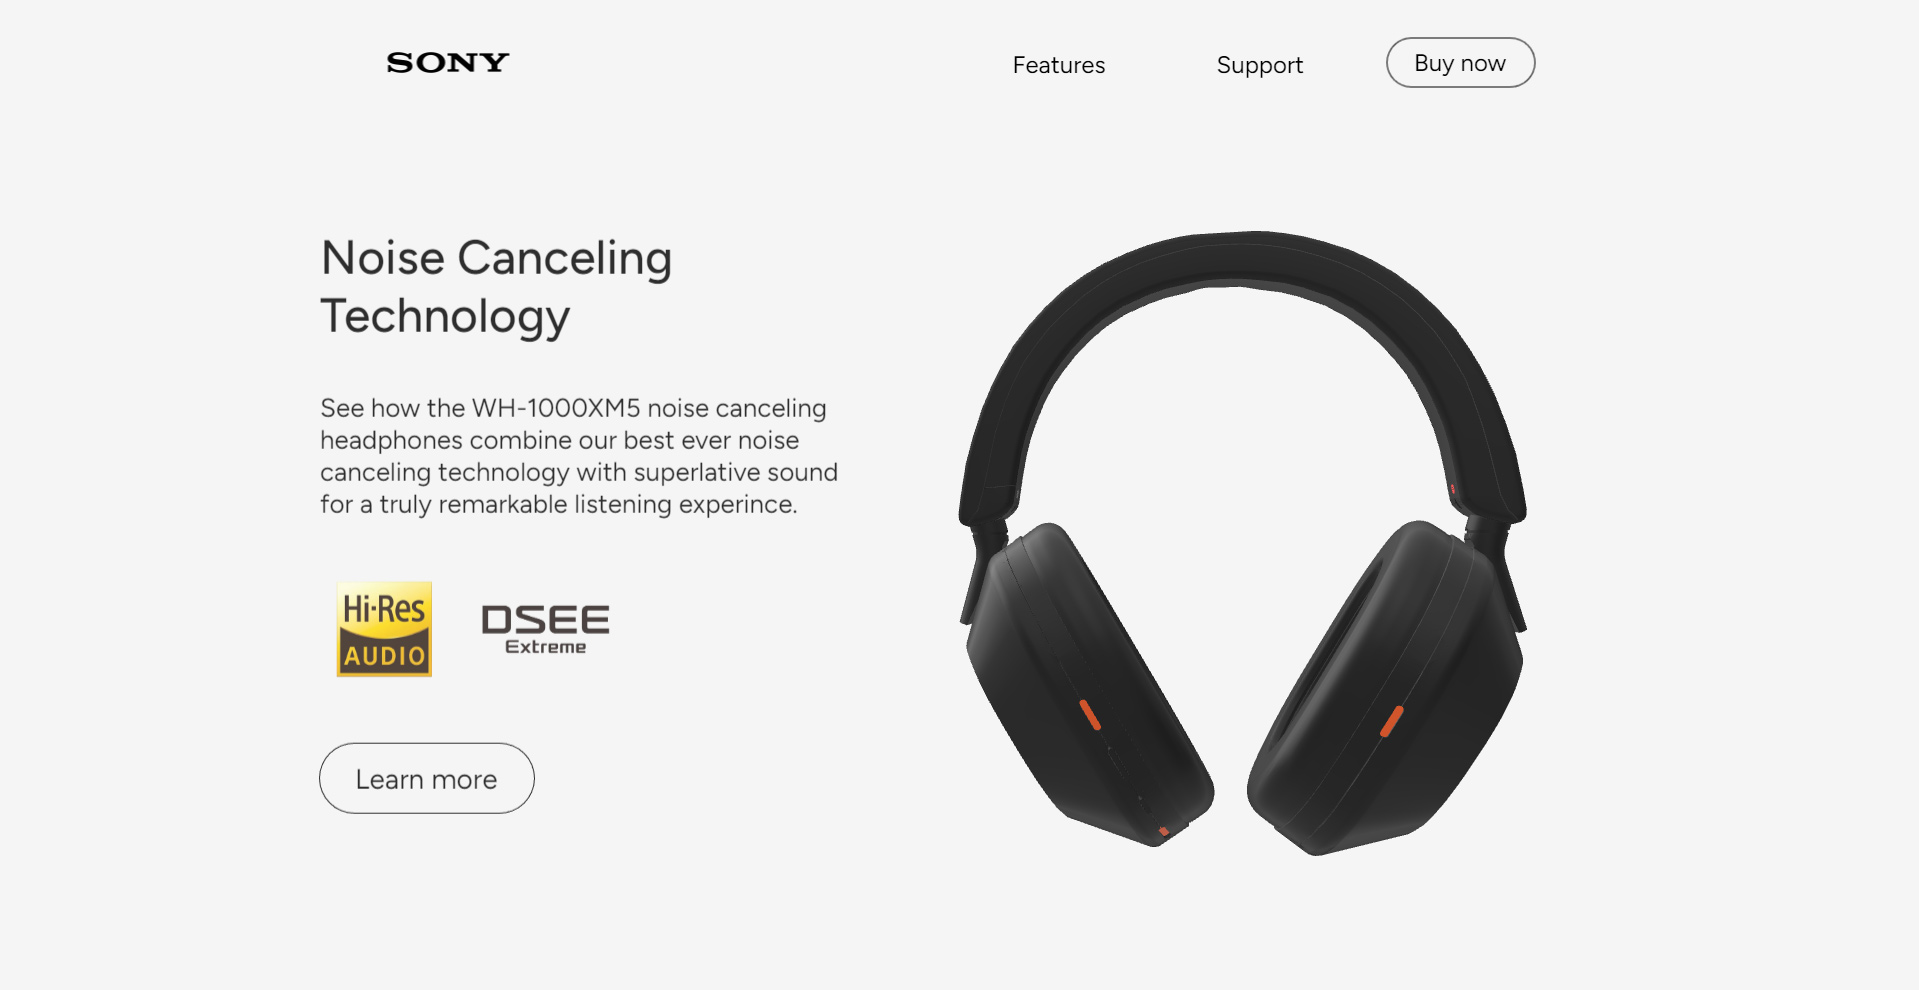 SONY
Features
Support
Buy now
Noise Canceling
Technology
See how the WH-1000XM5 noise canceling
headphones combine our best ever noise
canceling technology with superlative sound
for a truly remarkable listening experince.
Hi-Res
AUDIO
DSEE
Extreme
Learn more